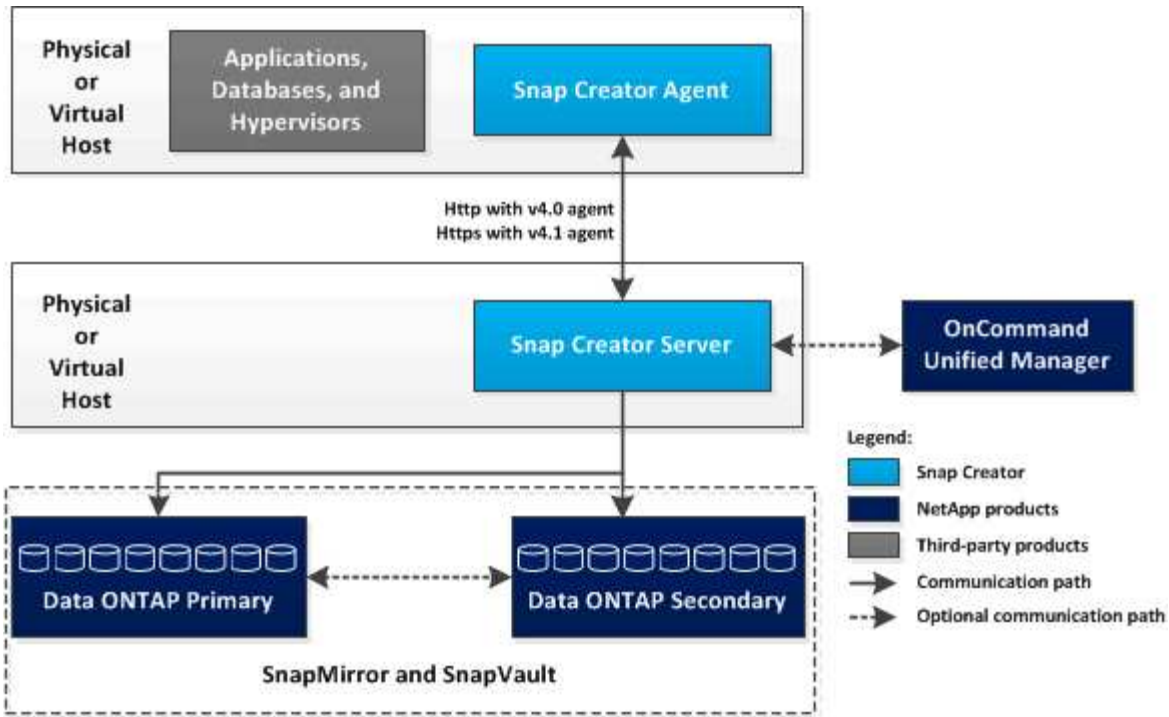 Physical
or
Virtual
Host
Applications,
Databases, and
Hypervisors
Snap Creator Agent
Http with v4.0 agent
Https with v4.1 agent
Physical
or
Virtual
Host
Snap Creator Server
OnCommand
Unified Manager
Legend:
Snap Creator
NetApp products
Third-party products
Communication path
Optional communication path
Data ONTAP Primary
Data ONTAP Secondary
SnapMirror and SnapVault